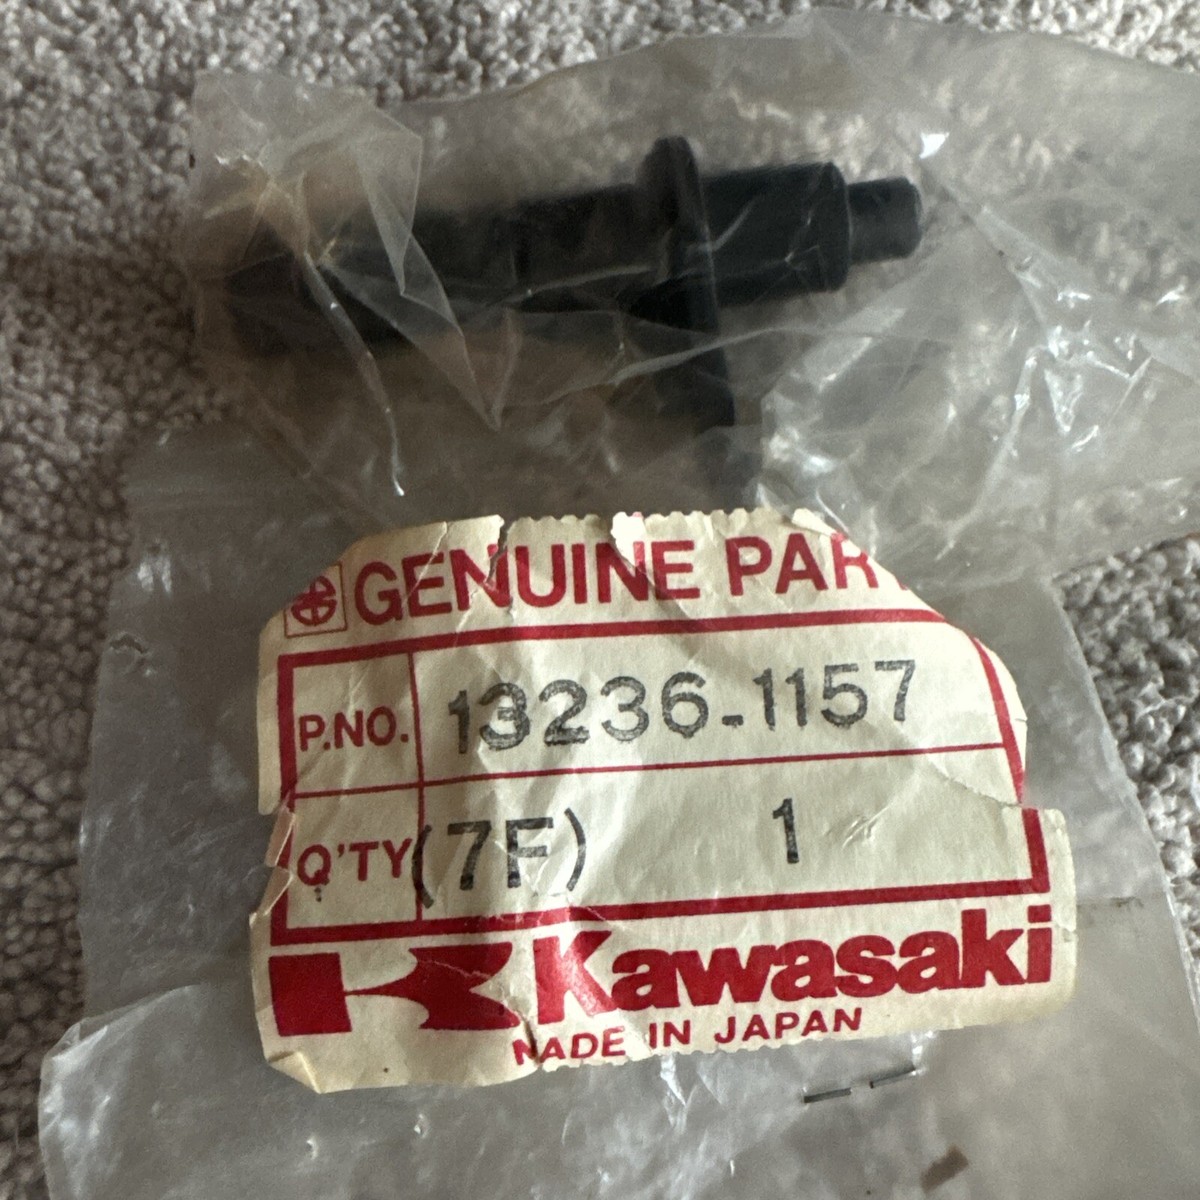 GENUINE PAR
P.NO. 13236-1157
Q'TY (7F) 1
Kawasaki
MADE IN JAPAN